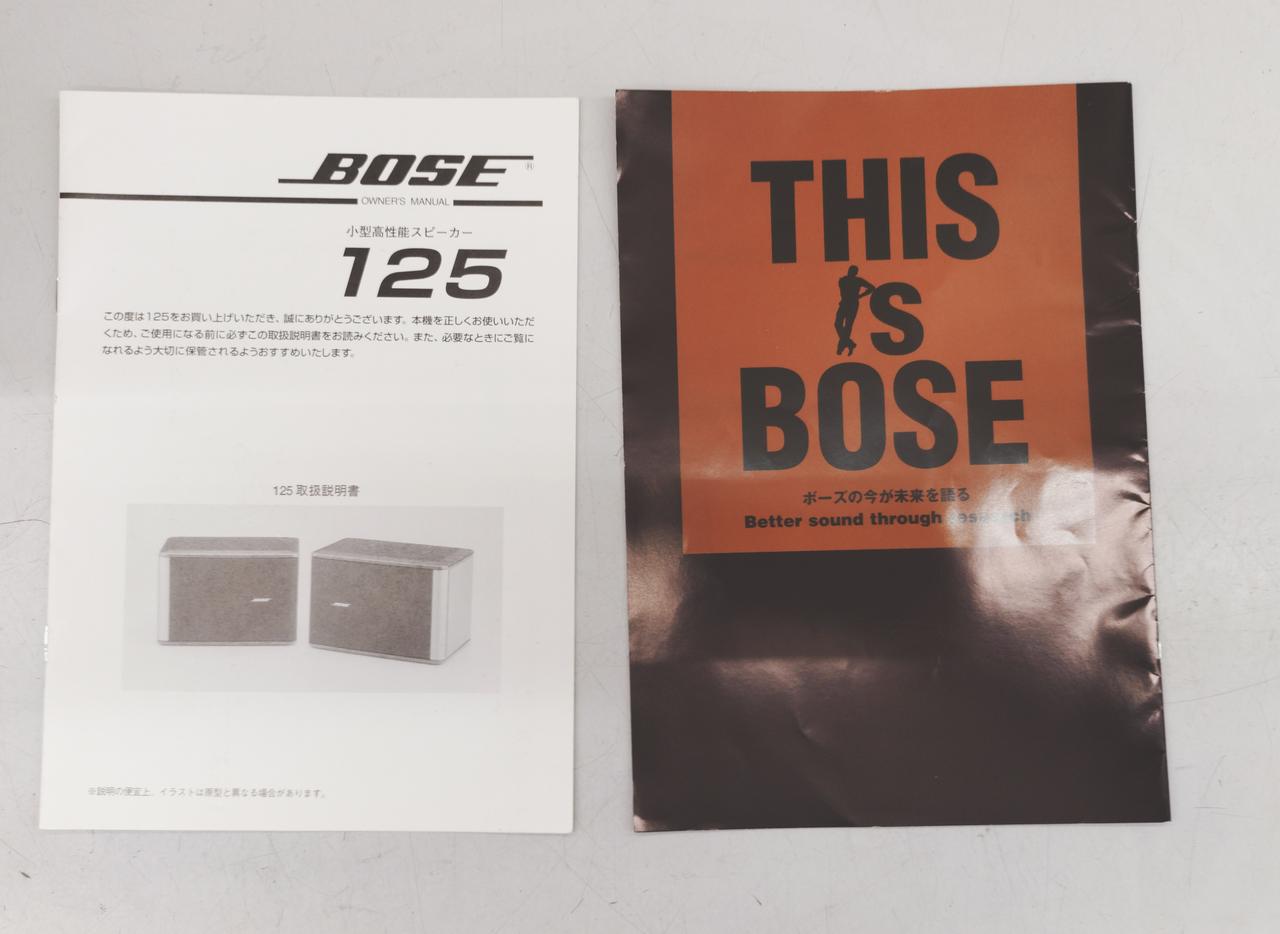 BOSE®
OWNER'S MANUAL
小型高性能スピーカー
125
この度は125をお買い上げいただき、誠にありがとうございます。本機を正しくお使いいただ
くため、ご使用になる前に必ずこの取扱説明書をお読みください。また、必要なときにご覧に
なれるよう大切に保管されるようおすすめいたします。
125 取扱説明書
※説明の便宜上、イラストは原型と異なる場合があります。
THIS
iS
BOSE
ボーズの今が未来を語る
Better sound through research